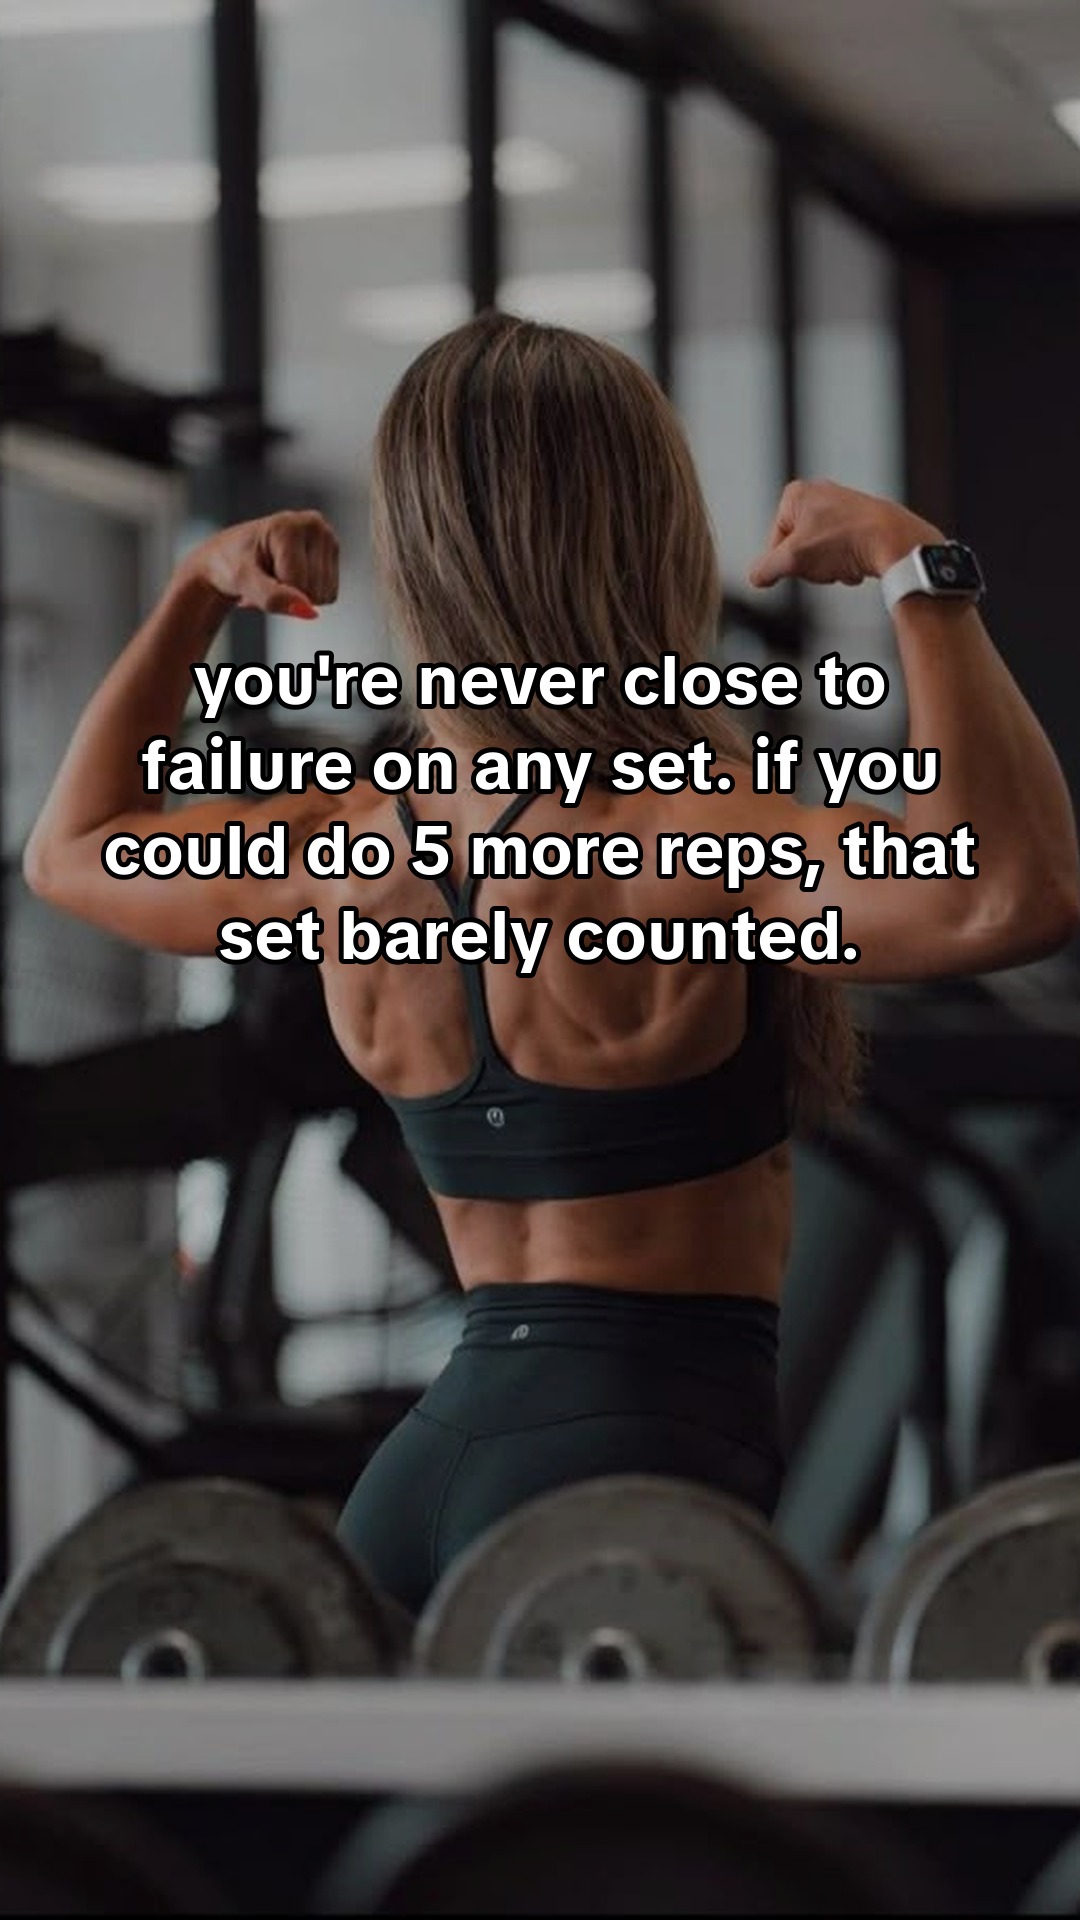 you're never close to
failure on any set. if you
could do 5 more reps, that
set barely counted.